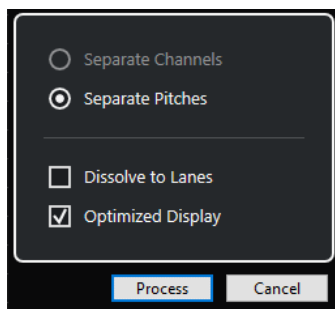 Separate Channels
Separate Pitches
Dissolve to Lanes
Optimized Display
Process Cancel